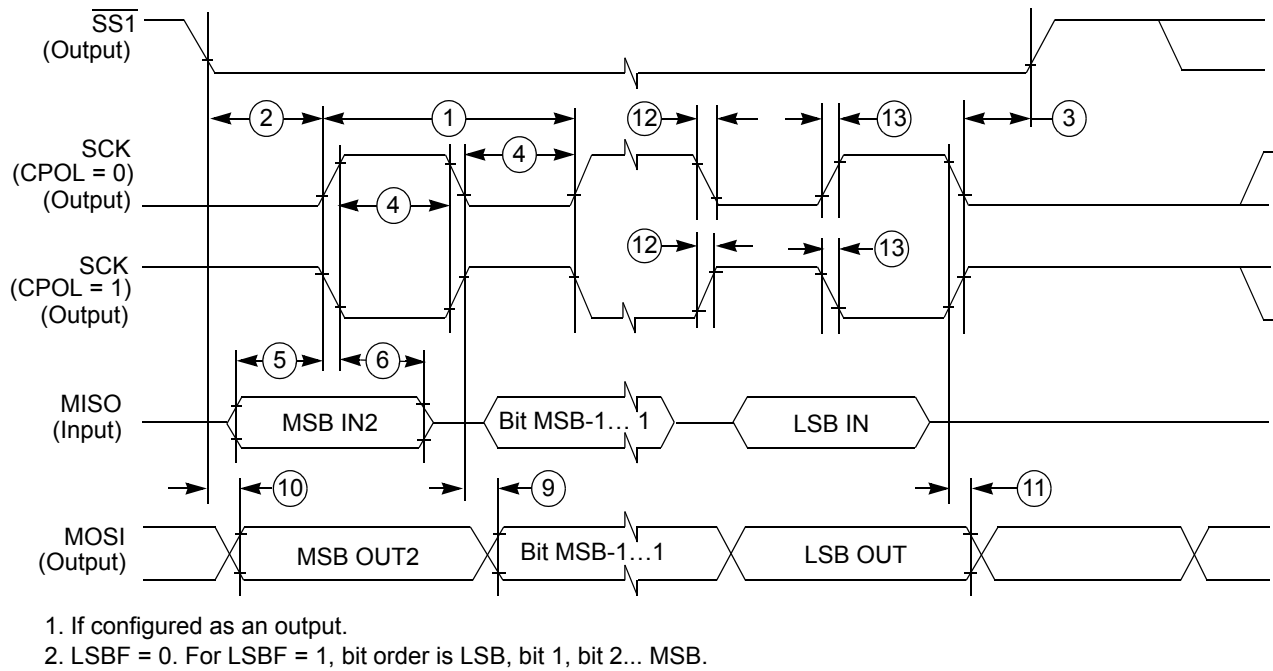 SS1
(Output)
2
1
12
13
3
SCK
(CPOL = 0)
(Output)
4
4
SCK
(CPOL = 1)
(Output)
12
13
5
6
MISO
(Input)
MSB IN2
Bit MSB-1... 1
LSB IN
10
9
11
MOSI
(Output)
MSB OUT2
Bit MSB-1...1
LSB OUT
1. If configured as an output.
2. LSBF = 0. For LSBF = 1, bit order is LSB, bit 1, bit 2... MSB.